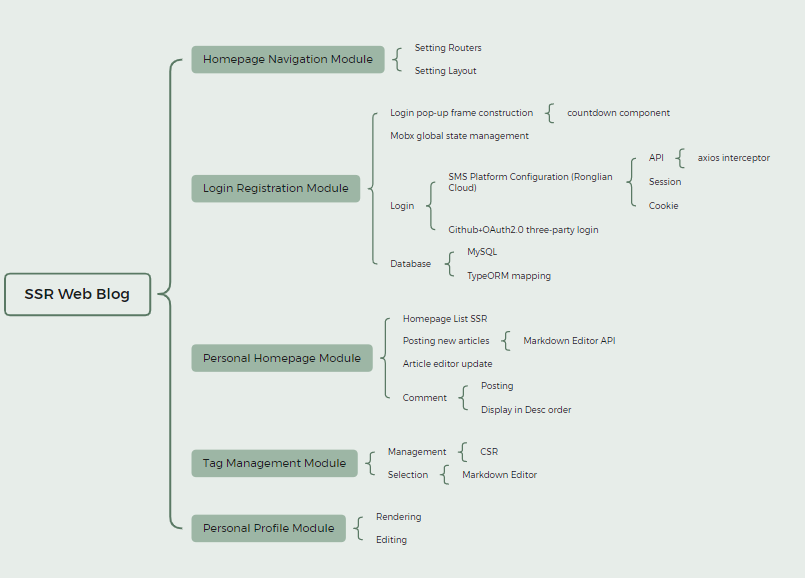 SSR Web Blog
Homepage Navigation Module
Setting Routers
Setting Layout
Login Registration Module
Login pop-up frame construction
countdown component
Mobx global state management
Login
SMS Platform Configuration (Ronglian
Cloud)
API
axios interceptor
Session
Cookie
Github+OAuth2.0 three-party login
Database
MySQL
TypeORM mapping
Personal Homepage Module
Homepage List SSR
Posting new articles
Markdown Editor API
Article editor update
Comment
Posting
Display in Desc order
Tag Management Module
Management
CSR
Selection
Markdown Editor
Personal Profile Module
Rendering
Editing